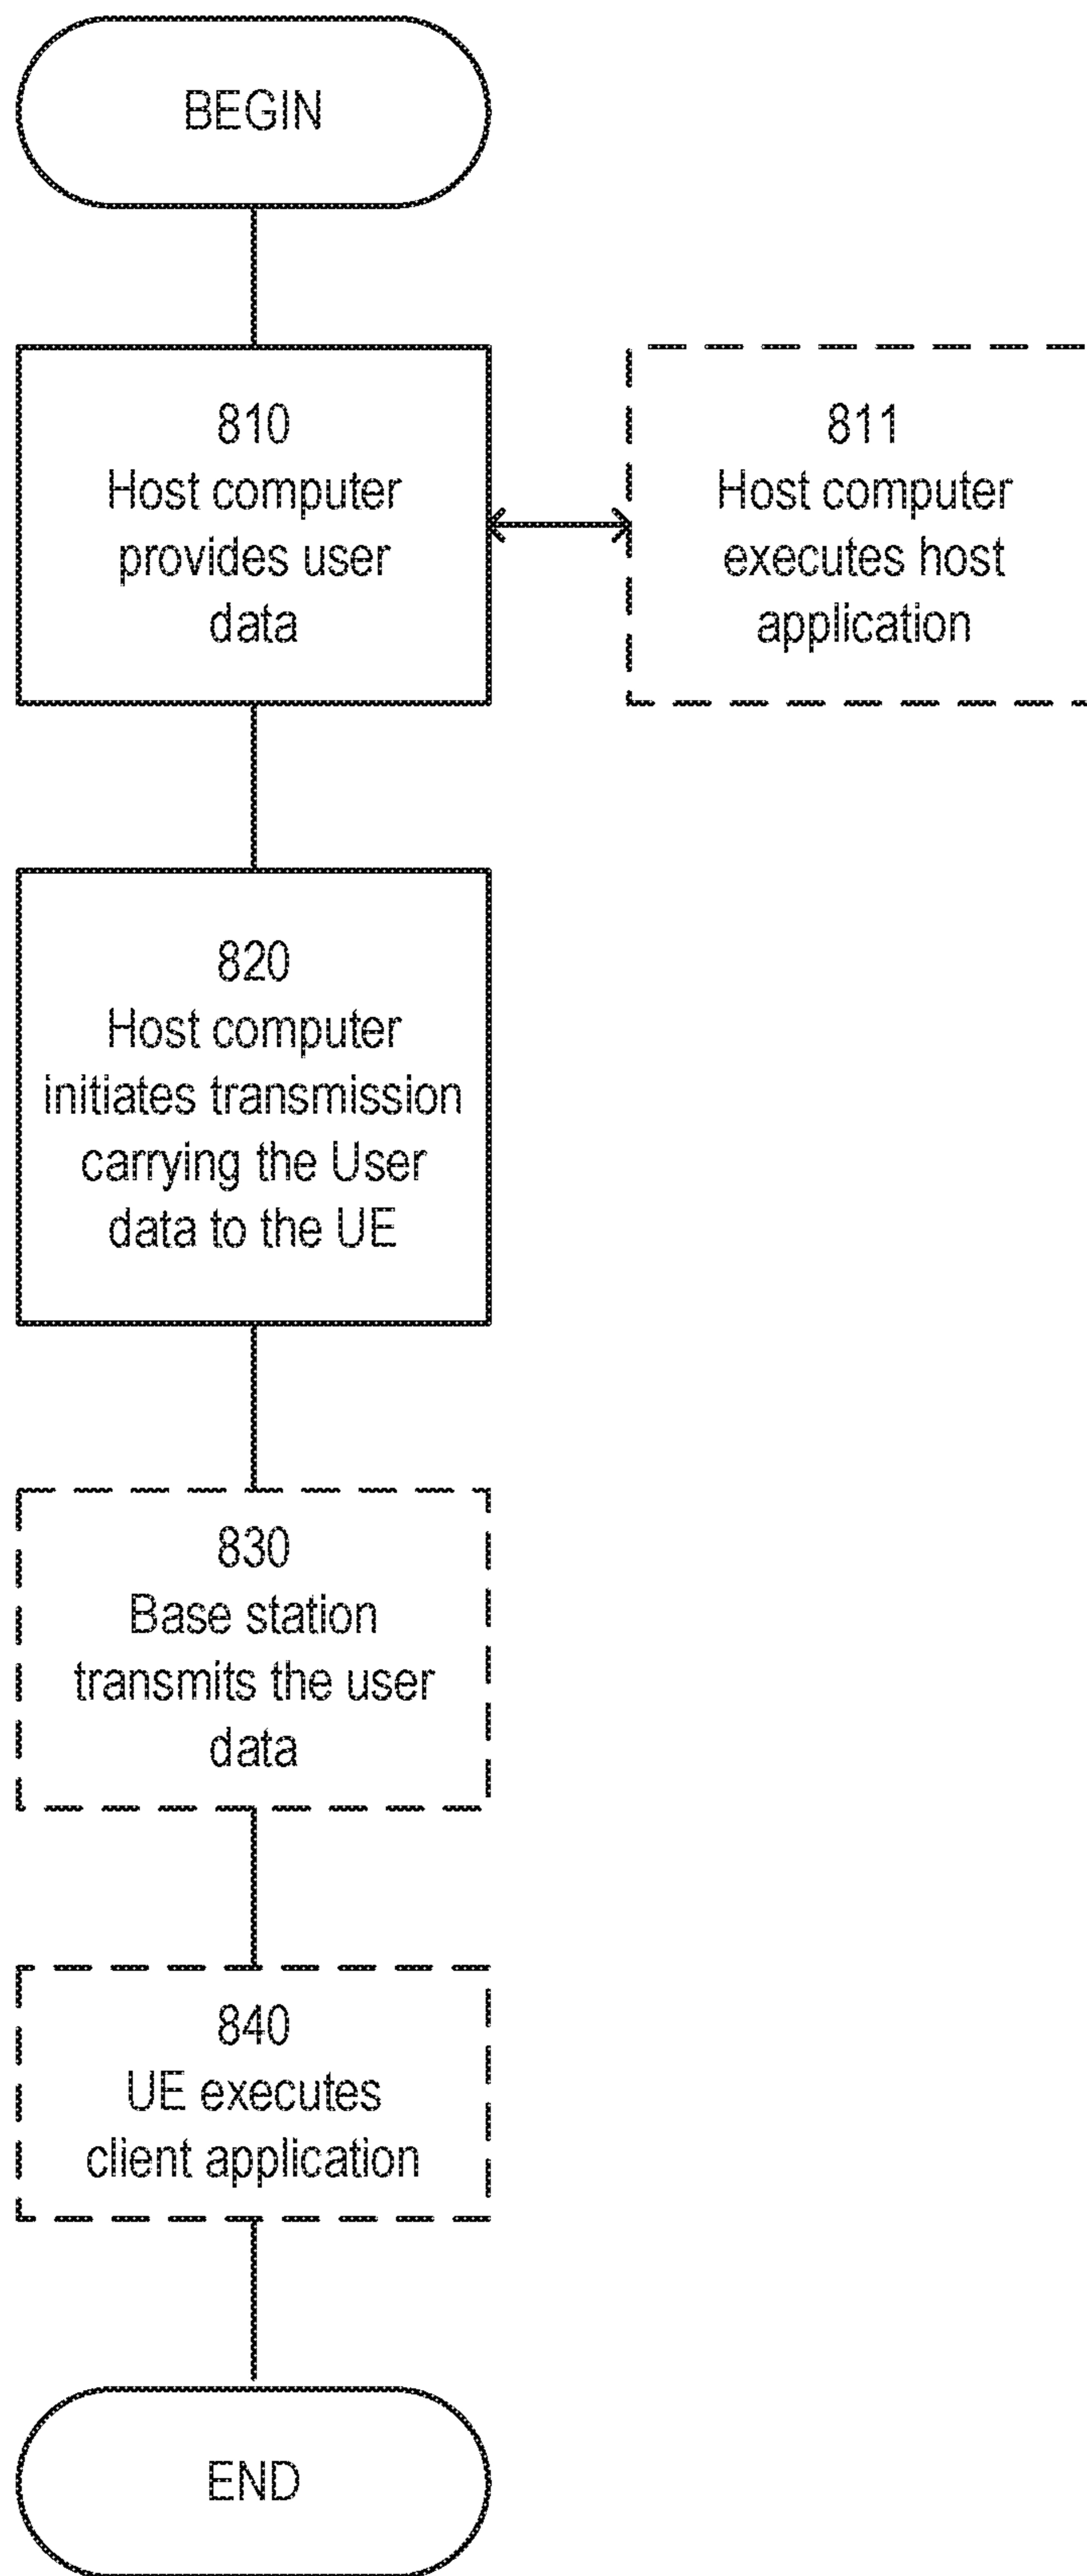 BEGIN
810
Host computer
provides user
data
811
Host computer
executes host
application
820
Host computer
initiates transmission
carrying the User
data to the UE
830
Base station
transmits the user
data
840
UE executes
client application
END